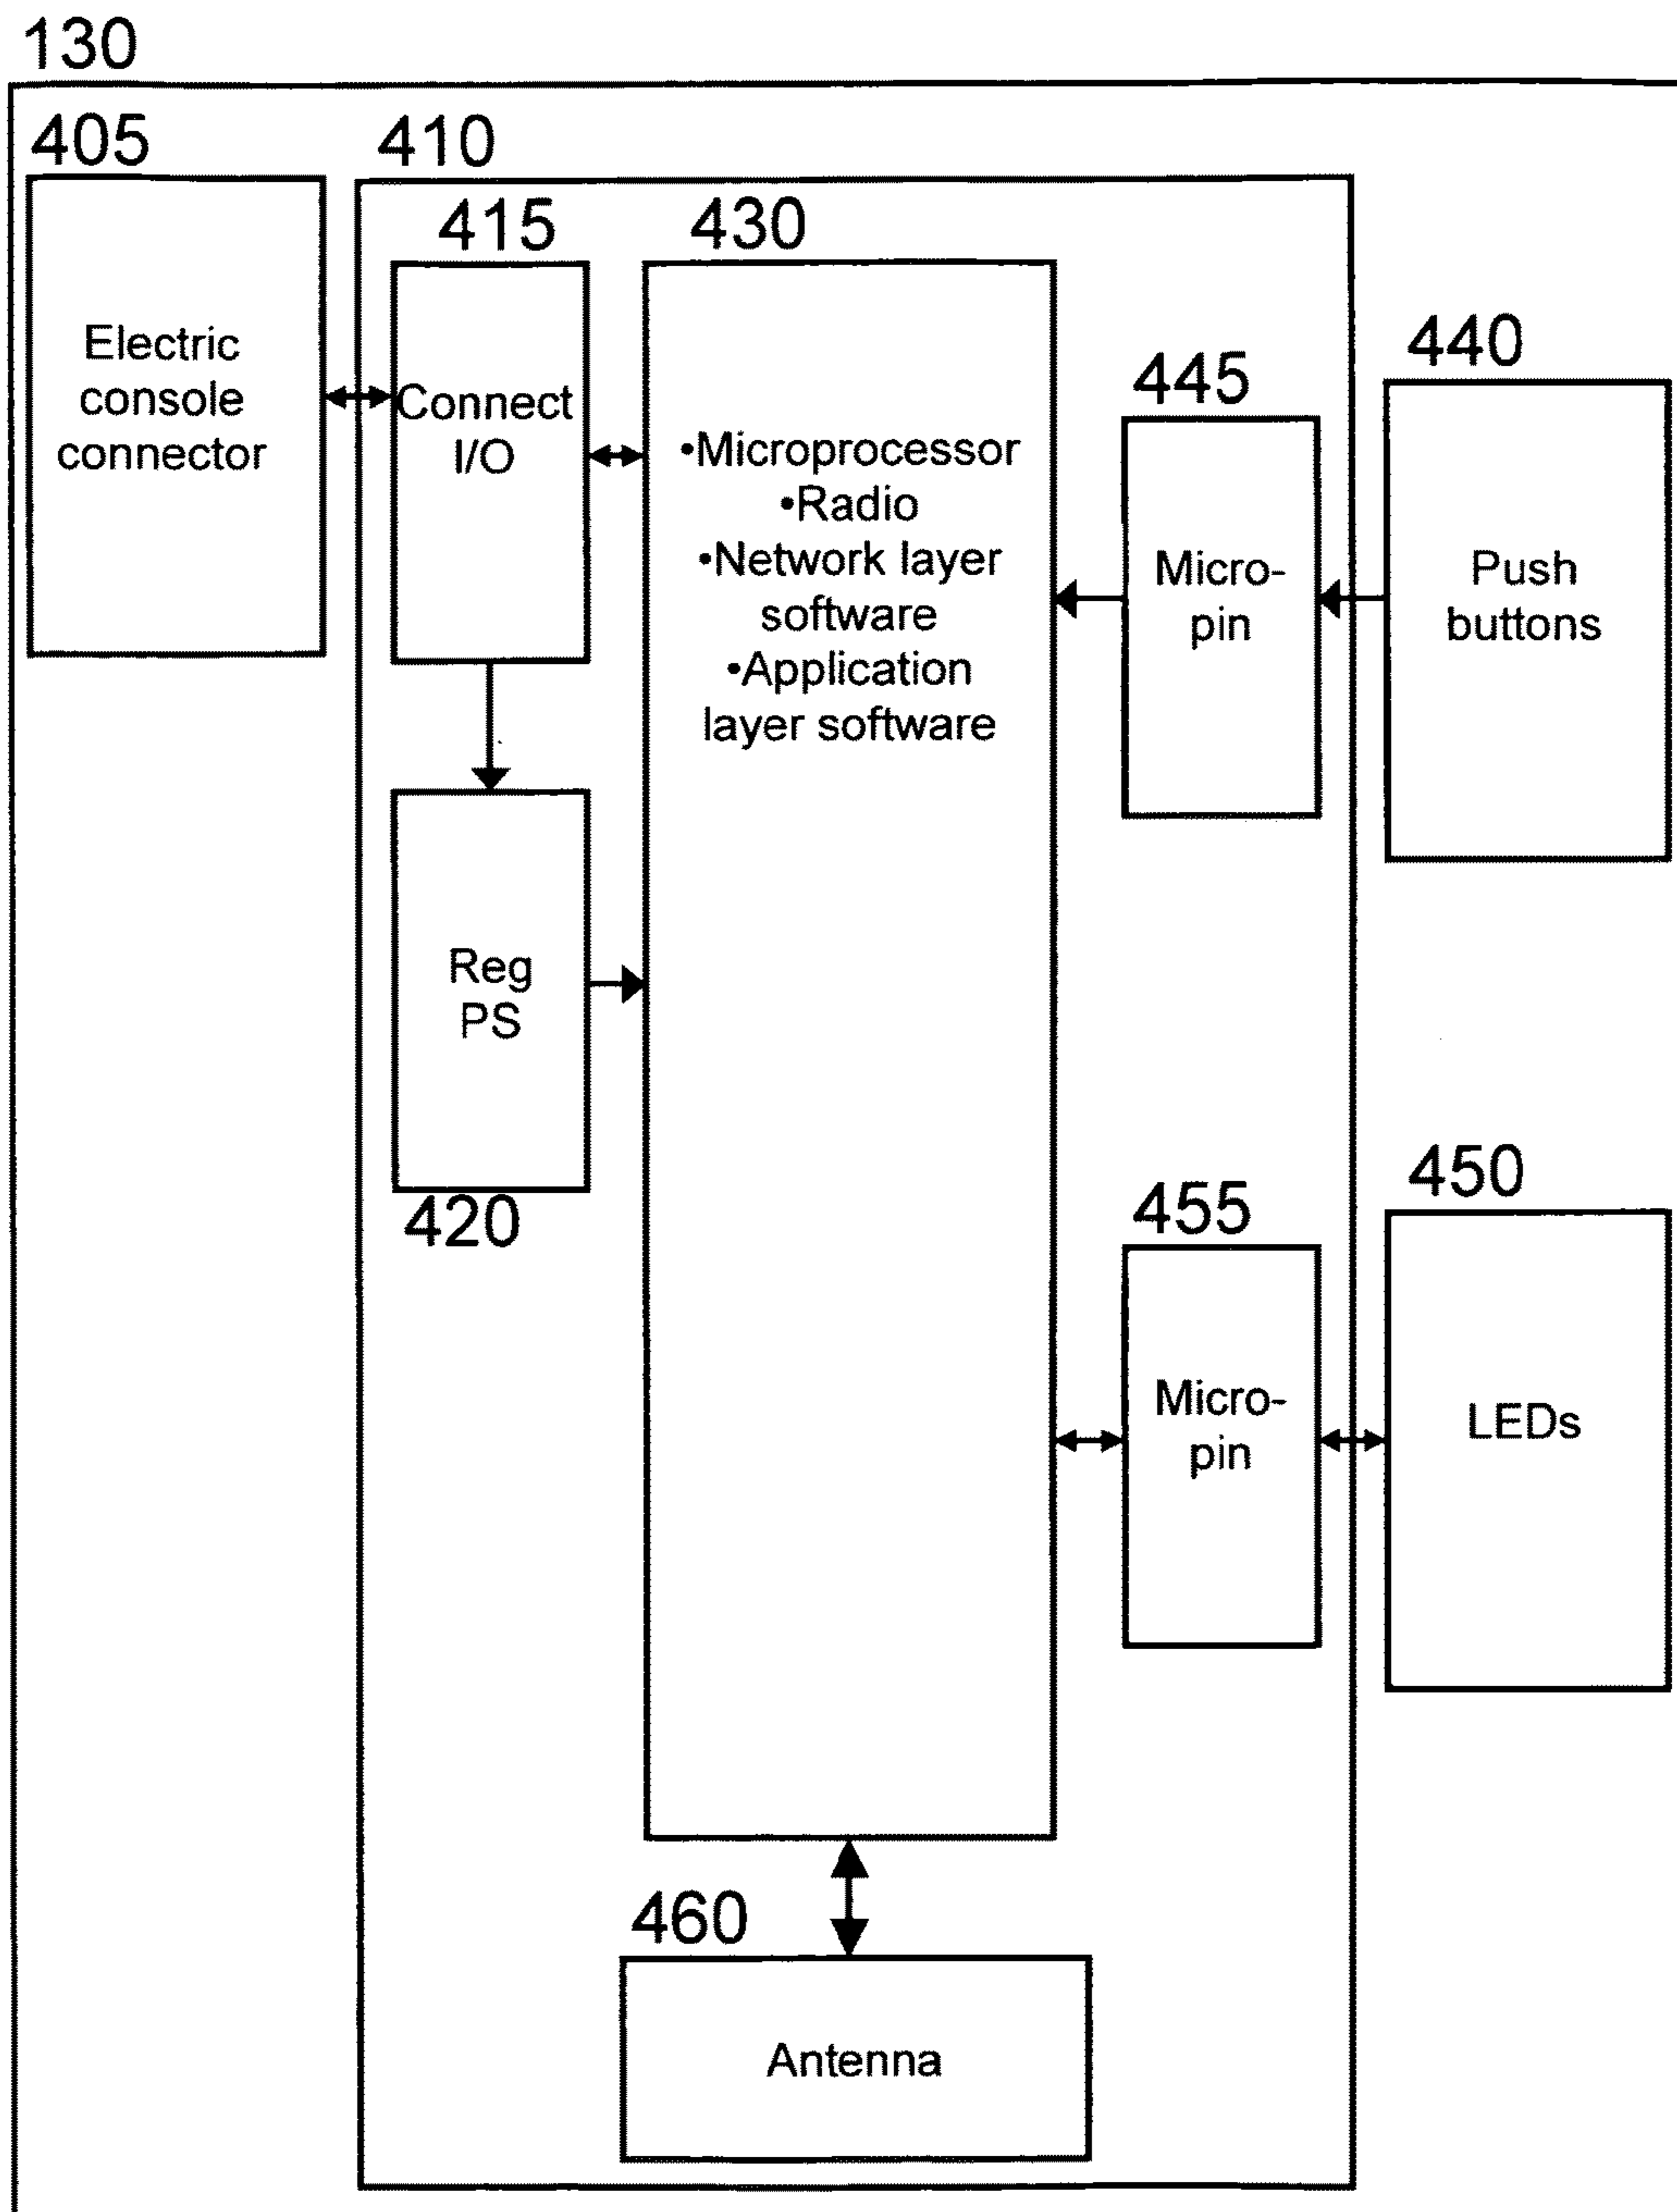 130
405
410
415
430
Electric
console
connector
Connect
I/O
•Microprocessor
•Radio
•Network layer
software
•Application
layer software
445
Micro-
pin
440
Push
buttons
Reg
PS
420
455
Micro-
pin
450
LEDs
460
Antenna